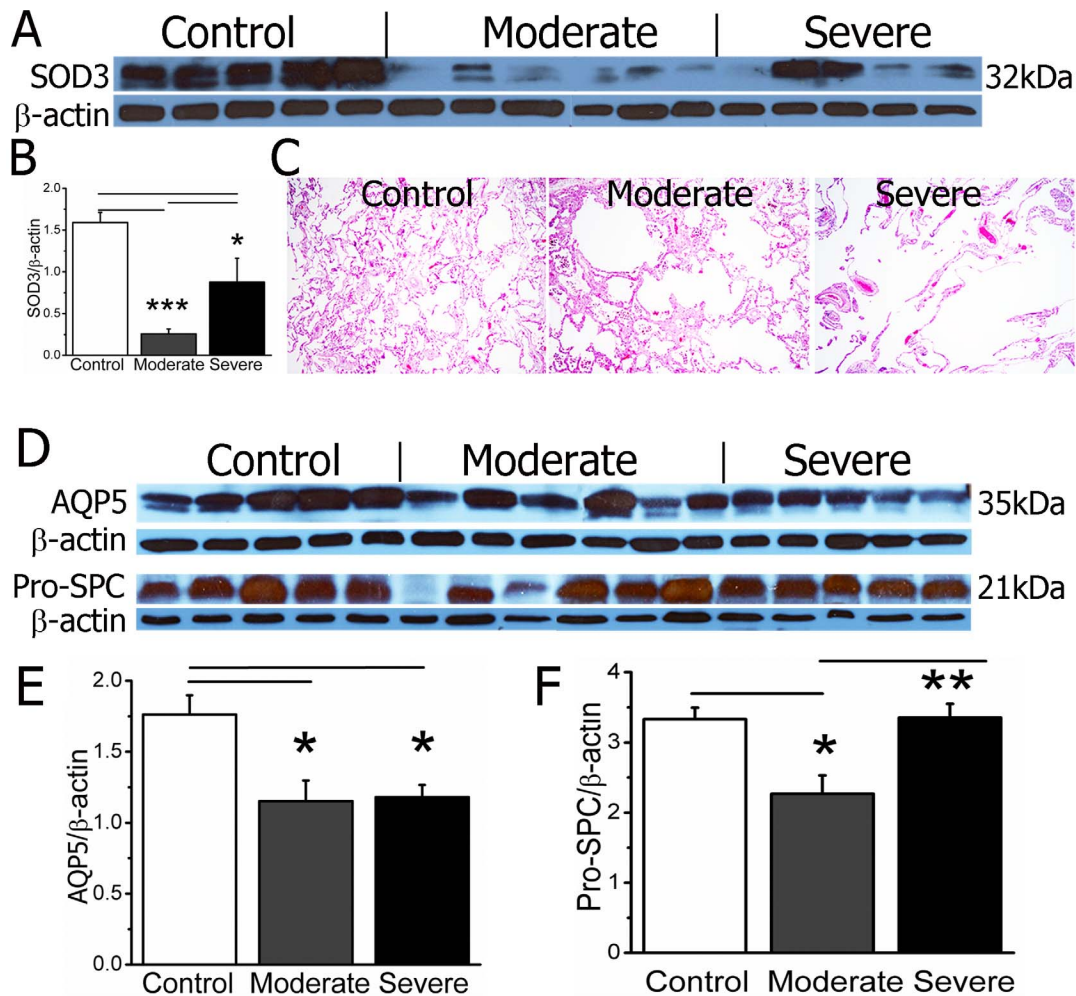 A
Control | Moderate | Severe
SOD3
32kDa
β-actin
B
2.0
1.5
1.0
0.5
0.0
SOD3/β-actin
***
*
Control Moderate Severe
C
Control
Moderate
Severe
D
Control | Moderate | Severe
AQP5
35kDa
β-actin
Pro-SPC
21kDa
β-actin
E
2.0
1.5
1.0
0.5
0.0
AQP5/β-actin
*
*
Control Moderate Severe
F
4
3
2
1
0
Pro-SPC/β-actin
*
**
Control Moderate Severe